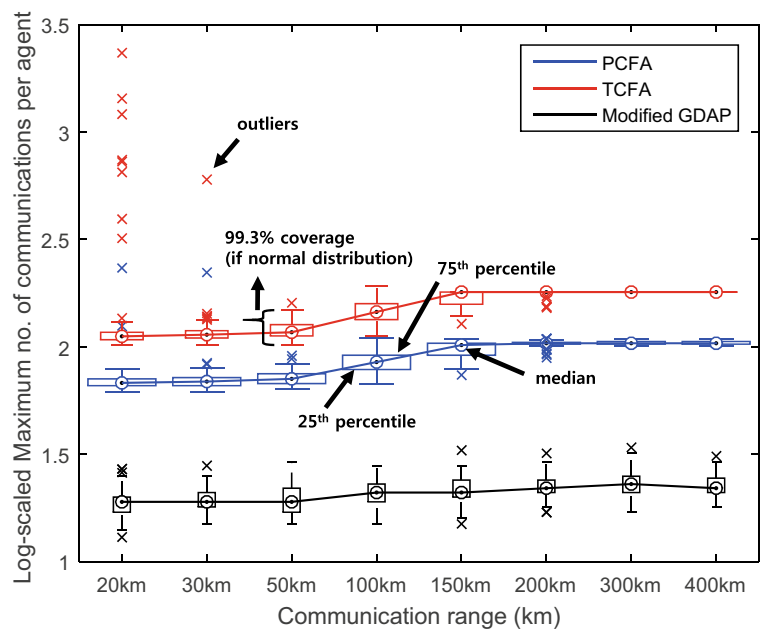 Log-scaled Maximum no. of communications per agent
3.5
3
2.5
2
1.5
1
PCFA
TCFA
Modified GDAP
outliers
99.3% coverage
(if normal distribution)
75th percentile
median
25th percentile
20km 30km 50km 100km 150km 200km 300km 400km
Communication range (km)